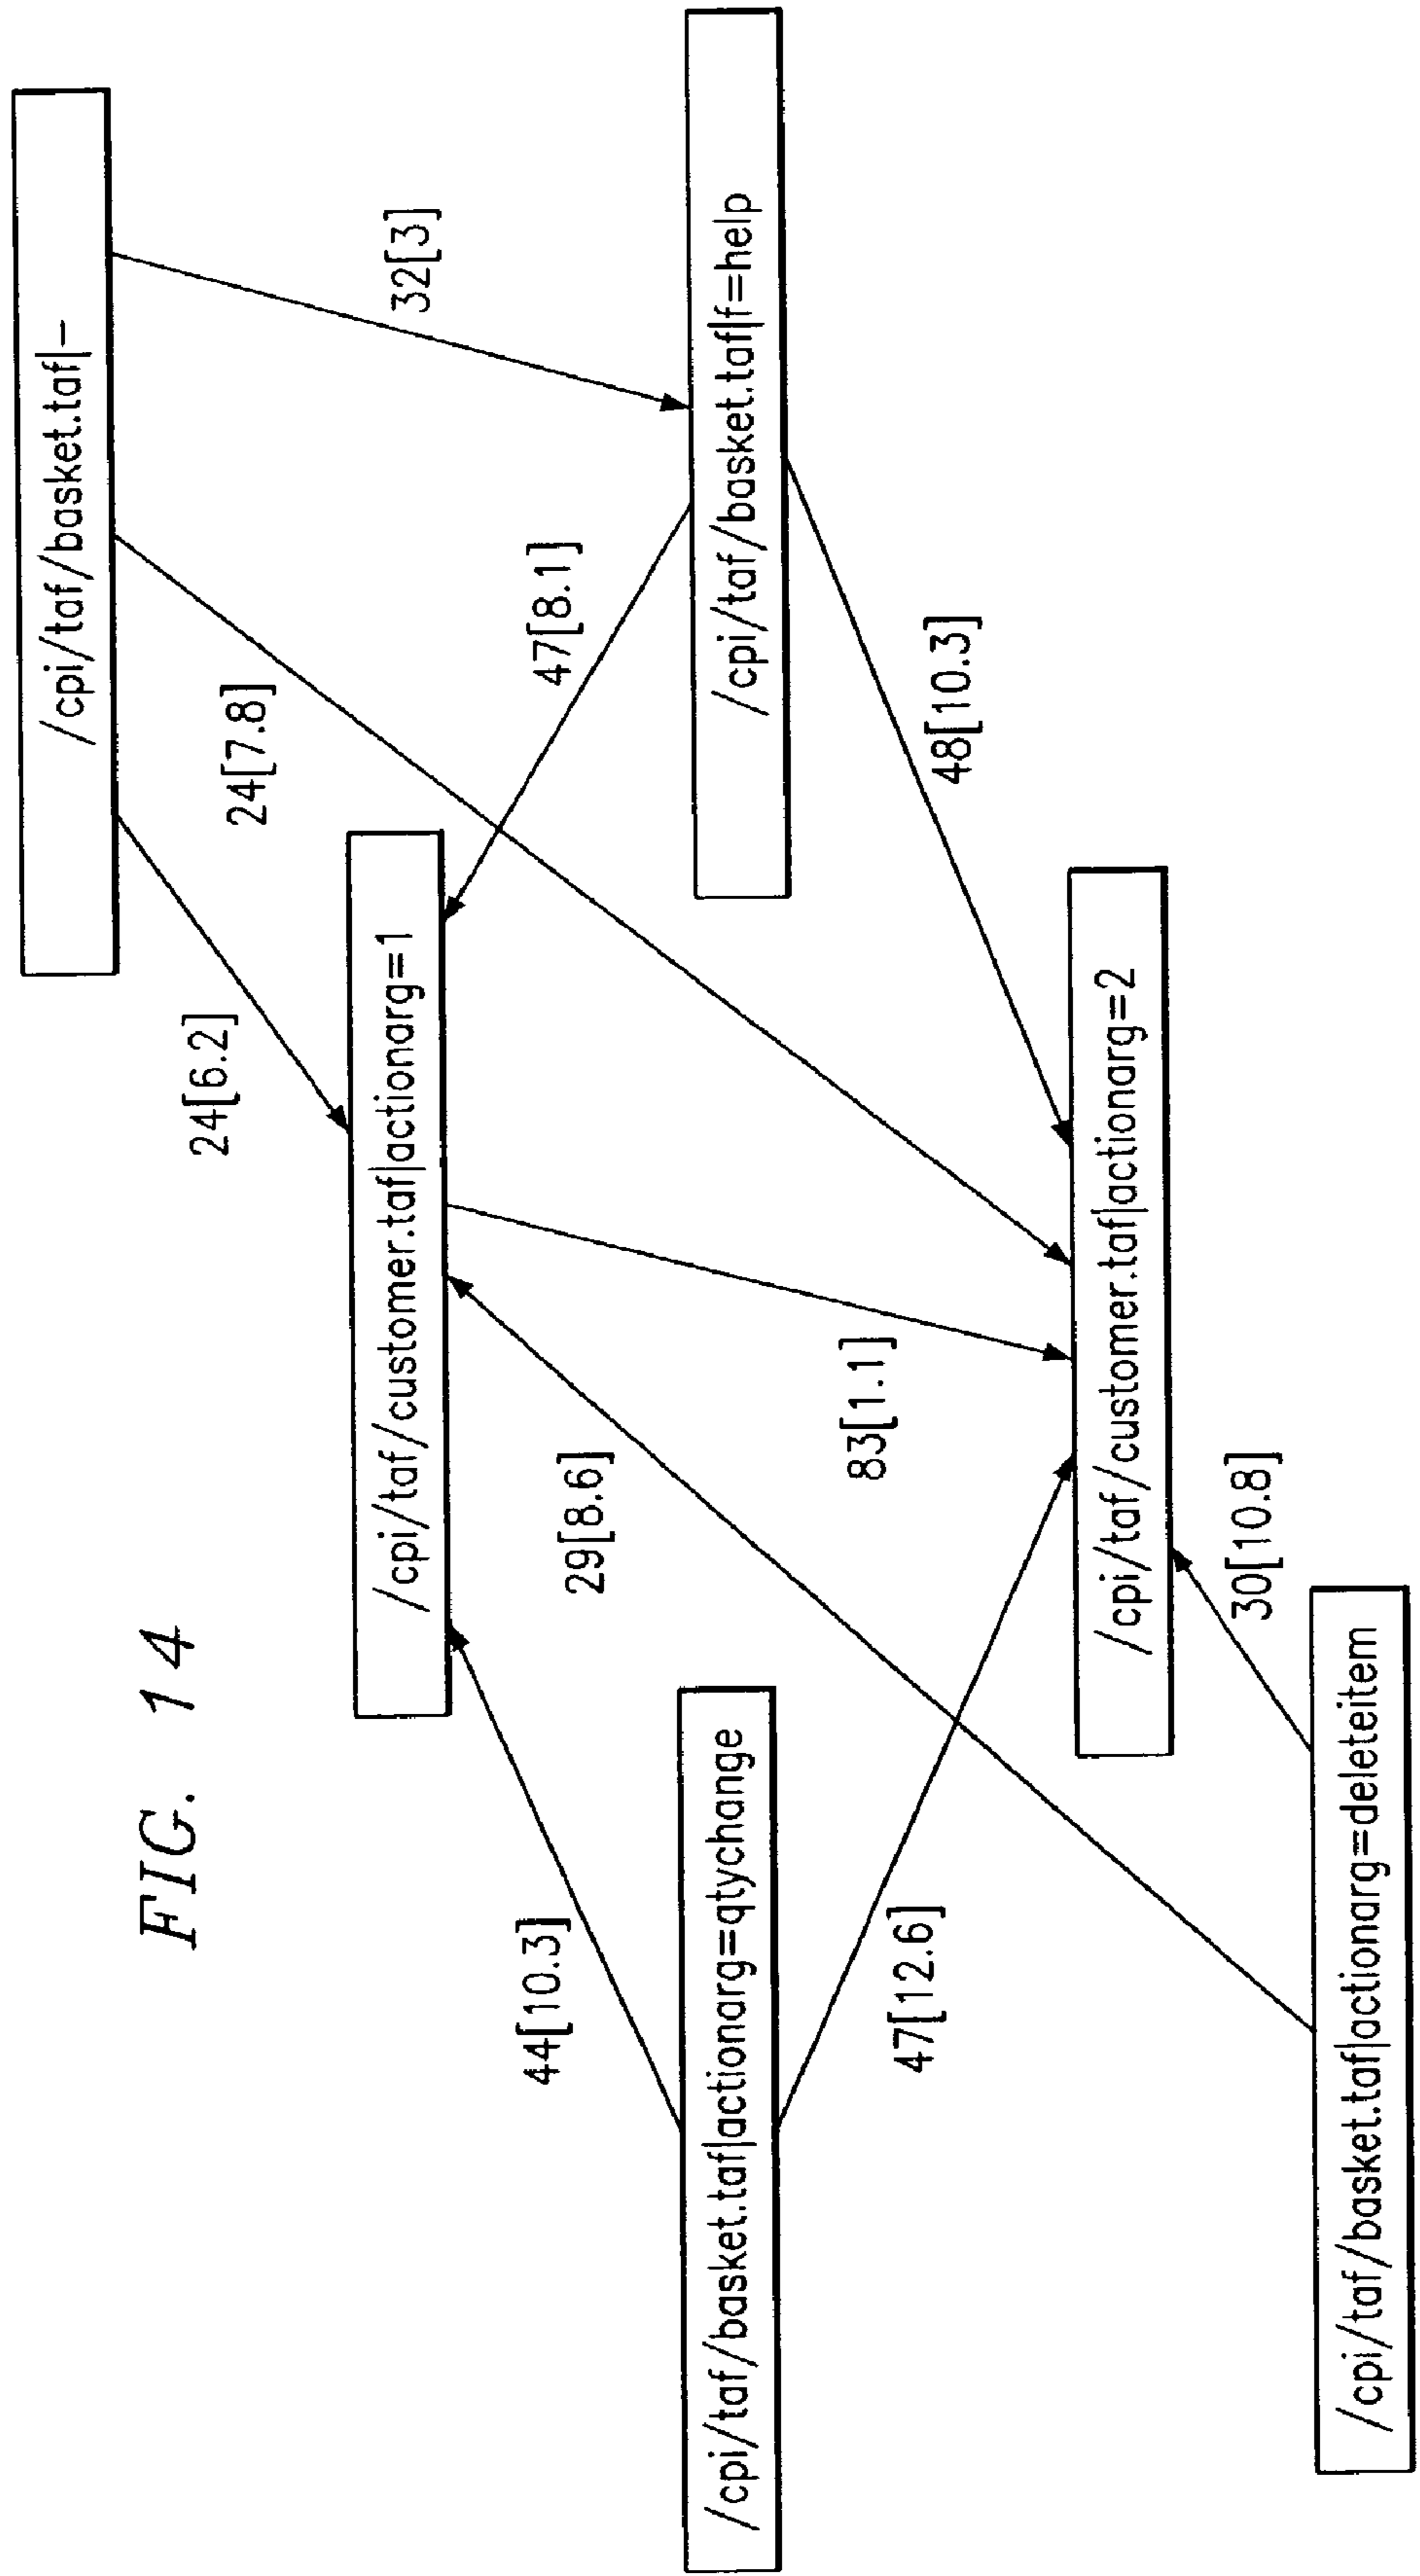 FIG. 14
/cpi/taf/basket.taf|-
24[6.2]
24[7.8]
32[3]
/cpi/taf/customer.taf|actionarg=1
47[8.1]
44[10.3]
29[8.6]
/cpi/taf/basket.taf|actionarg=qtychange
/cpi/taf/basket.taf|f=help
83[1.1]
47[12.6]
48[10.3]
/cpi/taf/customer.taf|actionarg=2
30[10.8]
/cpi/taf/basket.taf|actionarg=deleteitem